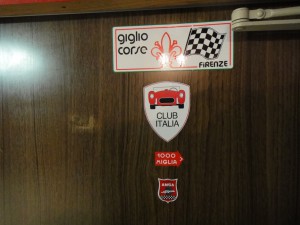 giglio
corse
FIRENZE
CLUB
ITALIA
1000
MIGLIA